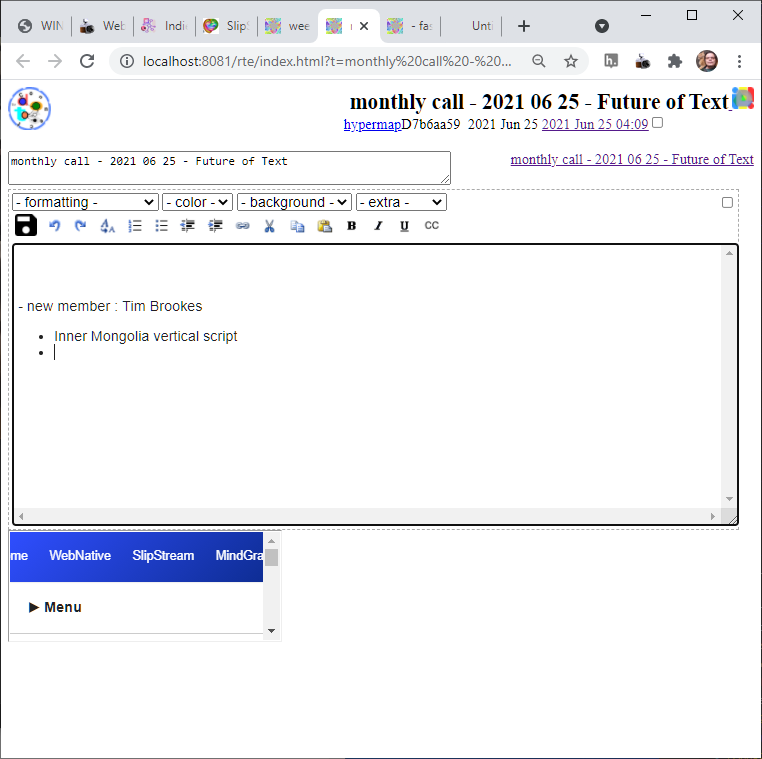 WIN Web Indi Slip wee - fas Unti
localhost:8081/rte/index.html?t=monthly%20call%20-%20...
monthly call - 2021 06 25 - Future of Text
hypermapD7b6aa59 2021 Jun 25 2021 Jun 25 04:09
monthly call - 2021 06 25 - Future of Text
monthly call - 2021 06 25 - Future of Text
- formatting - - color - - background - - extra -
B I U CC
- new member : Tim Brookes
Inner Mongolia vertical script
me WebNative SlipStream MindGra
▶ Menu